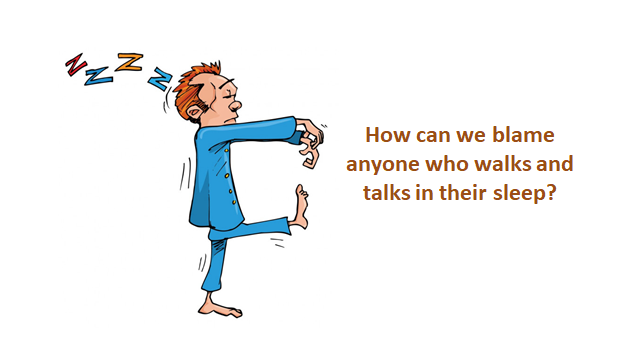 Z Z Z Z
How can we blame
anyone who walks and
talks in their sleep?